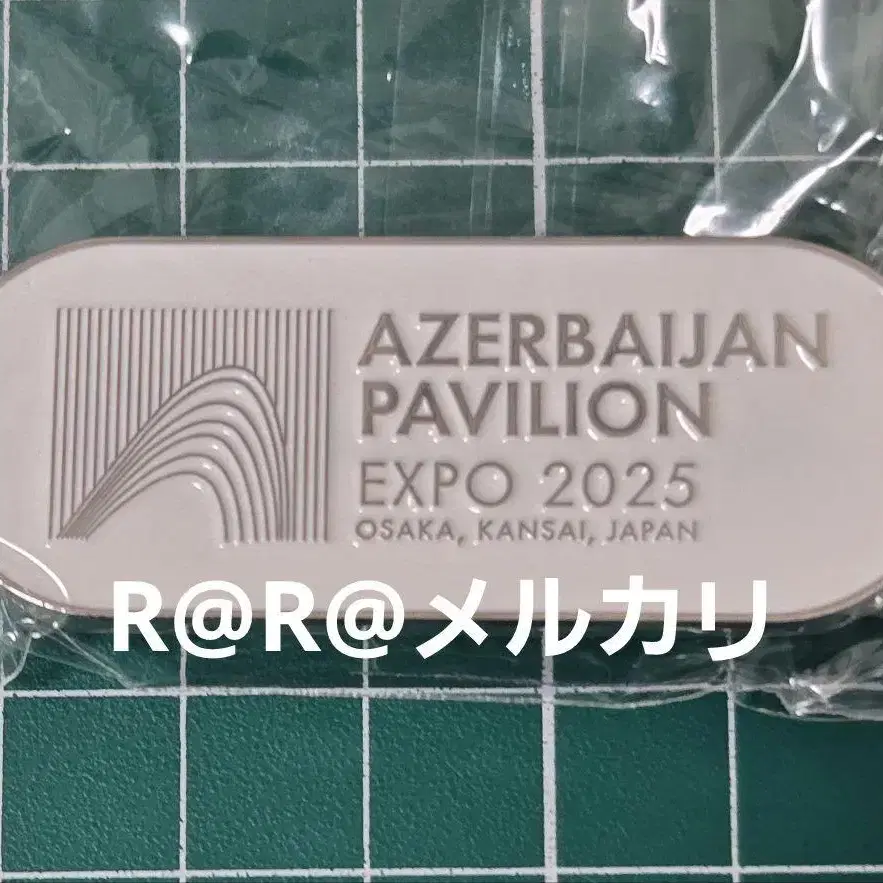 AZERBAIJAN
PAVILION
EXPO 2025
OSAKA, KANSAI, JAPAN
R@R@メルカリ